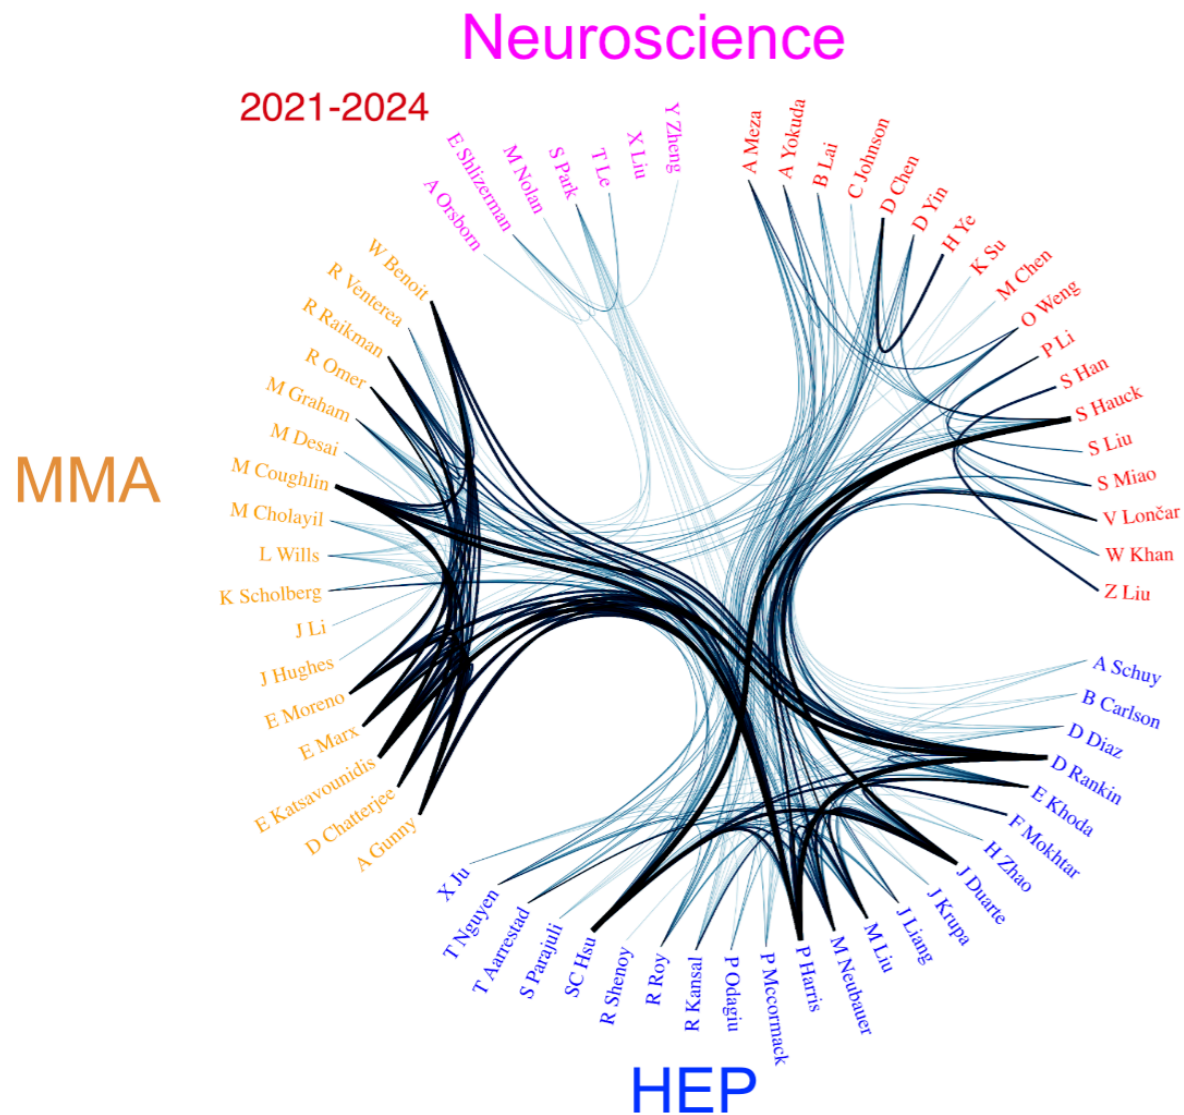 Neuroscience
2021-2024
A Orsborn
E Shlizerman
M Nolan
S Park
T Le
X Liu
Y Zheng
A Meza
A Yokuda
B Lai
C Johnson
D Chen
D Yin
H Ye
K Su
M Chen
O Weng
P Li
S Han
S Hauck
S Liu
S Miao
V Lončar
W Khan
Z Liu
A Schuy
B Carlson
D Diaz
D Rankin
E Khoda
F Mokhtar
H Zhao
J Duarte
J Krupa
J Liang
M Liu
M Neubauer
P Harris
P Mccormack
P Odagiu
R Kansal
R Roy
R Shenoy
SC Hsu
S Parajuli
T Aarrestad
T Nguyen
X Ju
HEP
A Gunny
D Chatterjee
E Katsavounidis
E Marx
E Moreno
J Hughes
J Li
K Scholberg
L Wills
M Cholayil
M Coughlin
M Desai
M Graham
R Omer
R Raikman
R Venterea
W Benoit
MMA